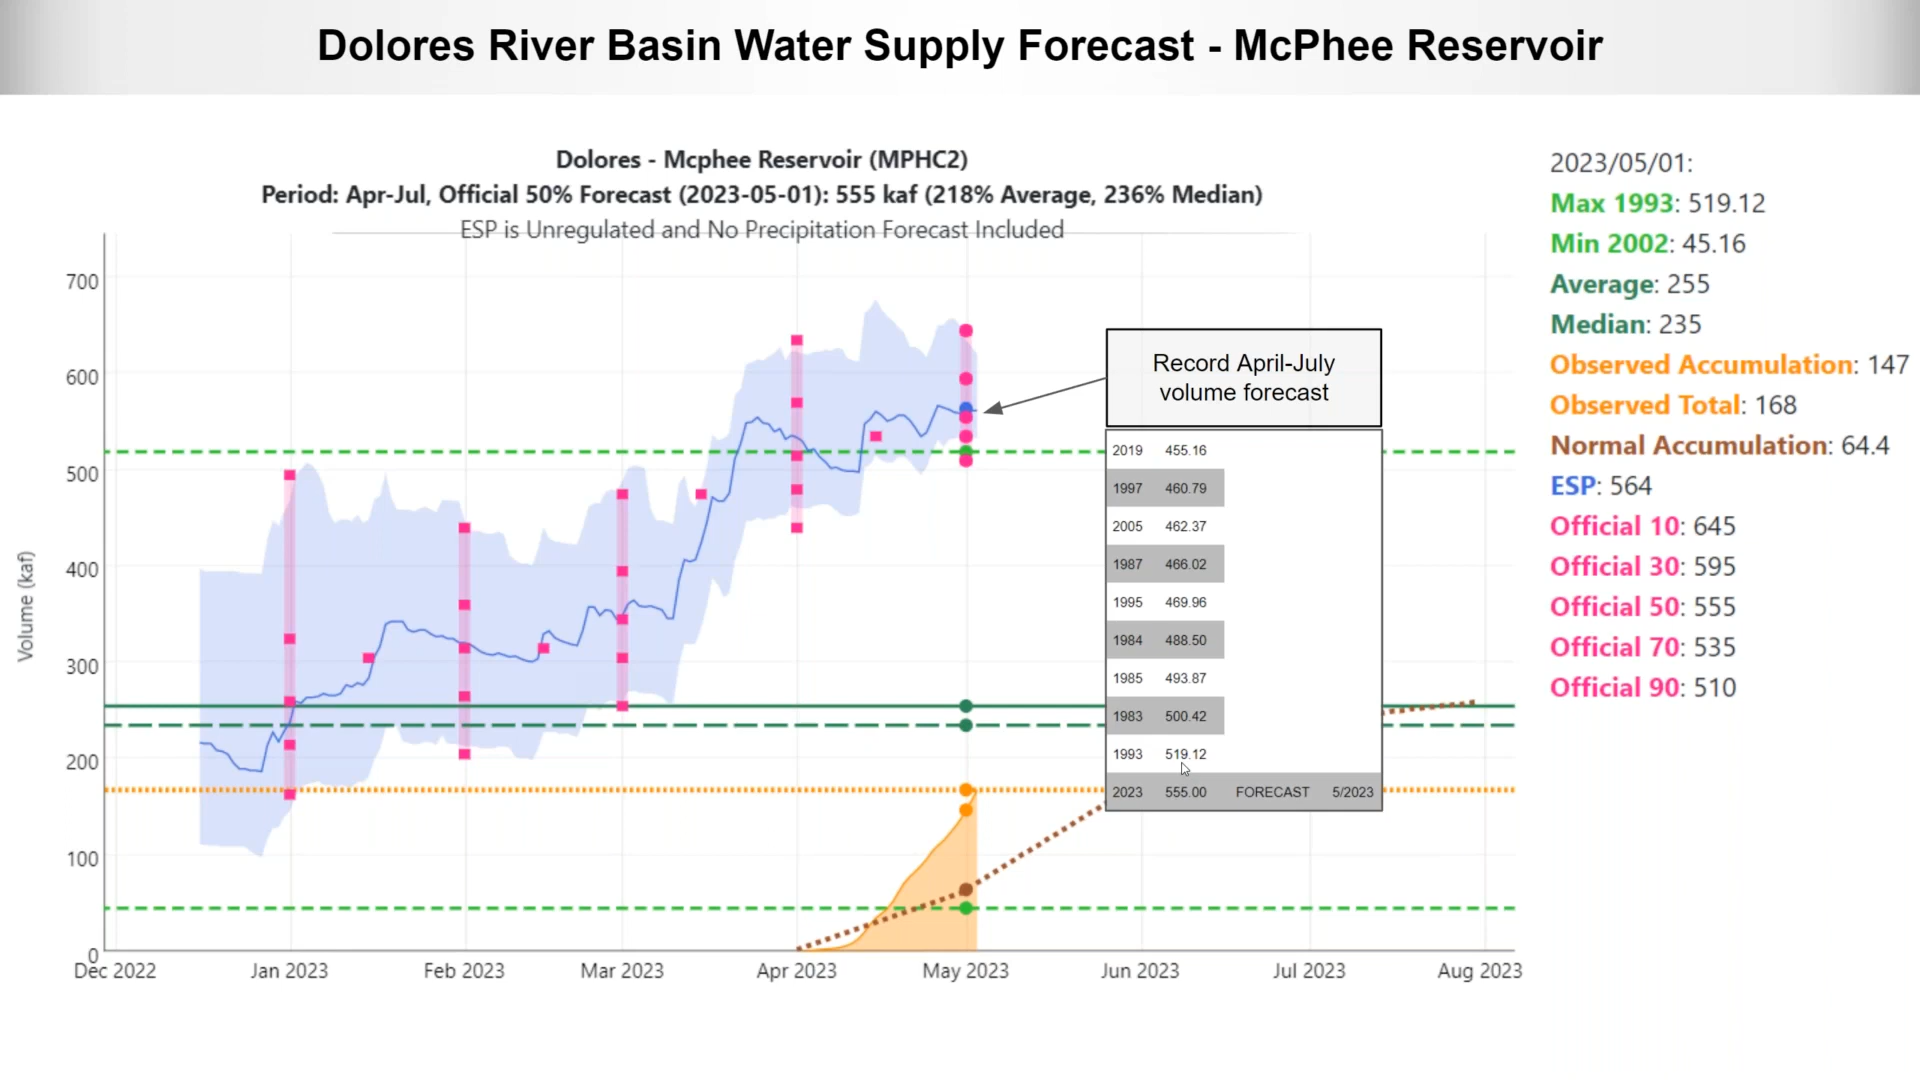 Dolores River Basin Water Supply Forecast - McPhee Reservoir
Dolores - Mcphee Reservoir (MPHC2)
Period: Apr-Jul, Official 50% Forecast (2023-05-01): 555 kaf (218% Average, 236% Median)
ESP is Unregulated and No Precipitation Forecast Included
Volume (kaf)
700
600
500
400
300
200
100
0
Dec 2022
Jan 2023
Feb 2023
Mar 2023
Apr 2023
May 2023
Jun 2023
Jul 2023
Aug 2023
Record April-July
volume forecast
2019 455.16
1997 460.79
2005 462.37
1987 466.02
1995 469.96
1984 488.50
1985 493.87
1983 500.42
1993 519.12
2023 555.00 FORECAST 5/2023
2023/05/01:
Max 1993: 519.12
Min 2002: 45.16
Average: 255
Median: 235
Observed Accumulation: 147
Observed Total: 168
Normal Accumulation: 64.4
ESP: 564
Official 10: 645
Official 30: 595
Official 50: 555
Official 70: 535
Official 90: 510